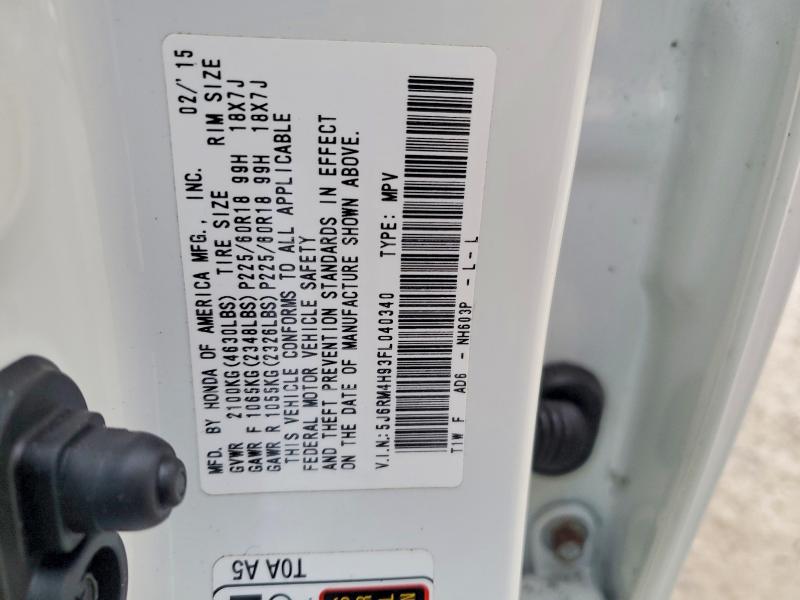 MFD. BY HONDA OF AMERICA MFG., INC. 02/'15
GVWR 2100KG(4630LBS) TIRE SIZE RIM SIZE
GAWR F 1065KG(2348LBS) P225/60R18 99H 18X7J
GAWR R 1055KG(2326LBS) P225/60R18 99H 18X7J
THIS VEHICLE CONFORMS TO ALL APPLICABLE
FEDERAL MOTOR VEHICLE SAFETY
AND THEFT PREVENTION STANDARDS IN EFFECT
ON THE DATE OF MANUFACTURE SHOWN ABOVE.
V.I.N.: 5J6RM4H93FL040340 TYPE: MPV
T1W F AD6 - NH603P - L - L
T0A A5